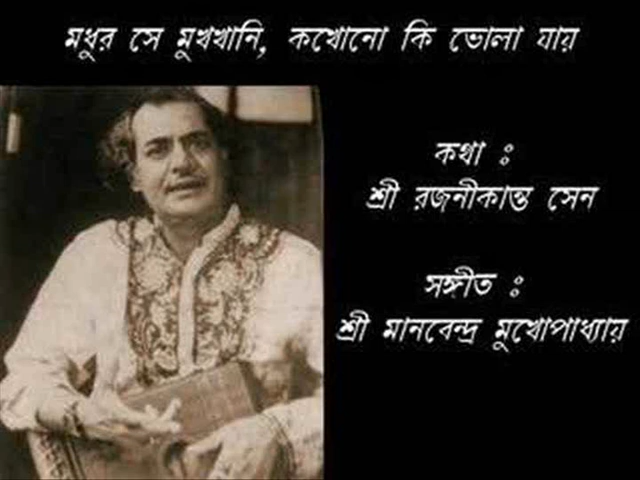 মধুর সে মুখখানি, কখোনো কি ভোলা যায়
কথা :
শ্রী রজনীকান্ত সেন
সঙ্গীত :
শ্রী মানবেন্দ্র মুখোপাধ্যায়